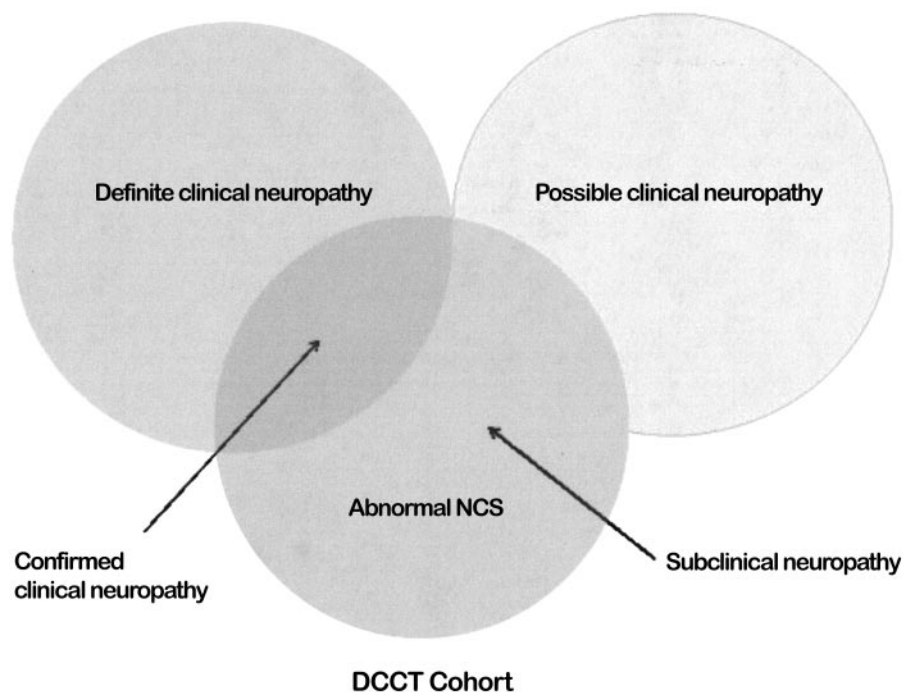 Definite clinical neuropathy
Possible clinical neuropathy
Abnormal NCS
Confirmed
clinical neuropathy
Subclinical neuropathy
DCCT Cohort